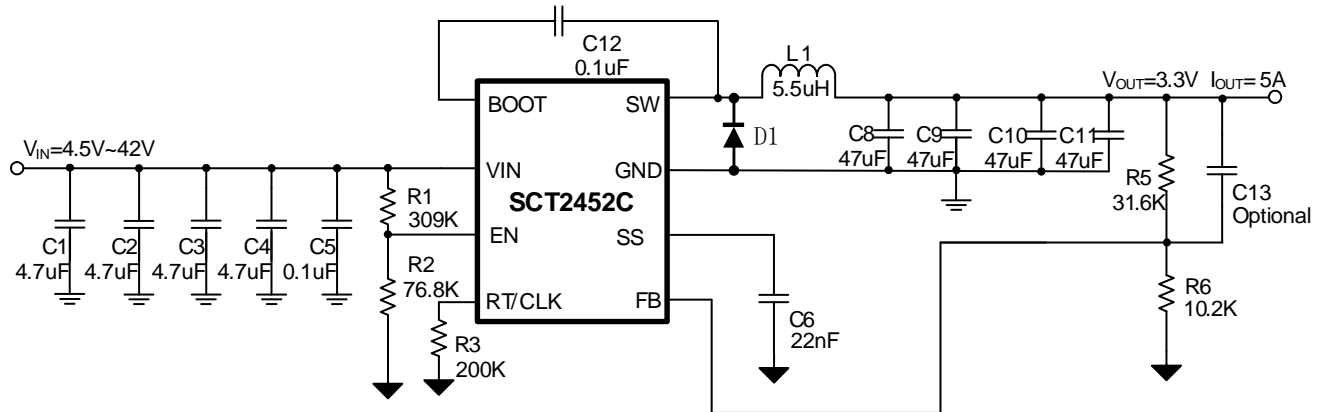 C12
0.1uF
L1
5.5uH
V_OUT=3.3V I_OUT=5A
BOOT
SW
D1
C8
47uF
C9
47uF
C10
47uF
C11
47uF
V_IN=4.5V~42V
VIN
GND
SCT2452C
R1
309K
R5
31.6K
C13
Optional
EN
SS
C1
4.7uF
C2
4.7uF
C3
4.7uF
C4
4.7uF
C5
0.1uF
R2
76.8K
RT/CLK
FB
R3
200K
C6
22nF
R6
10.2K